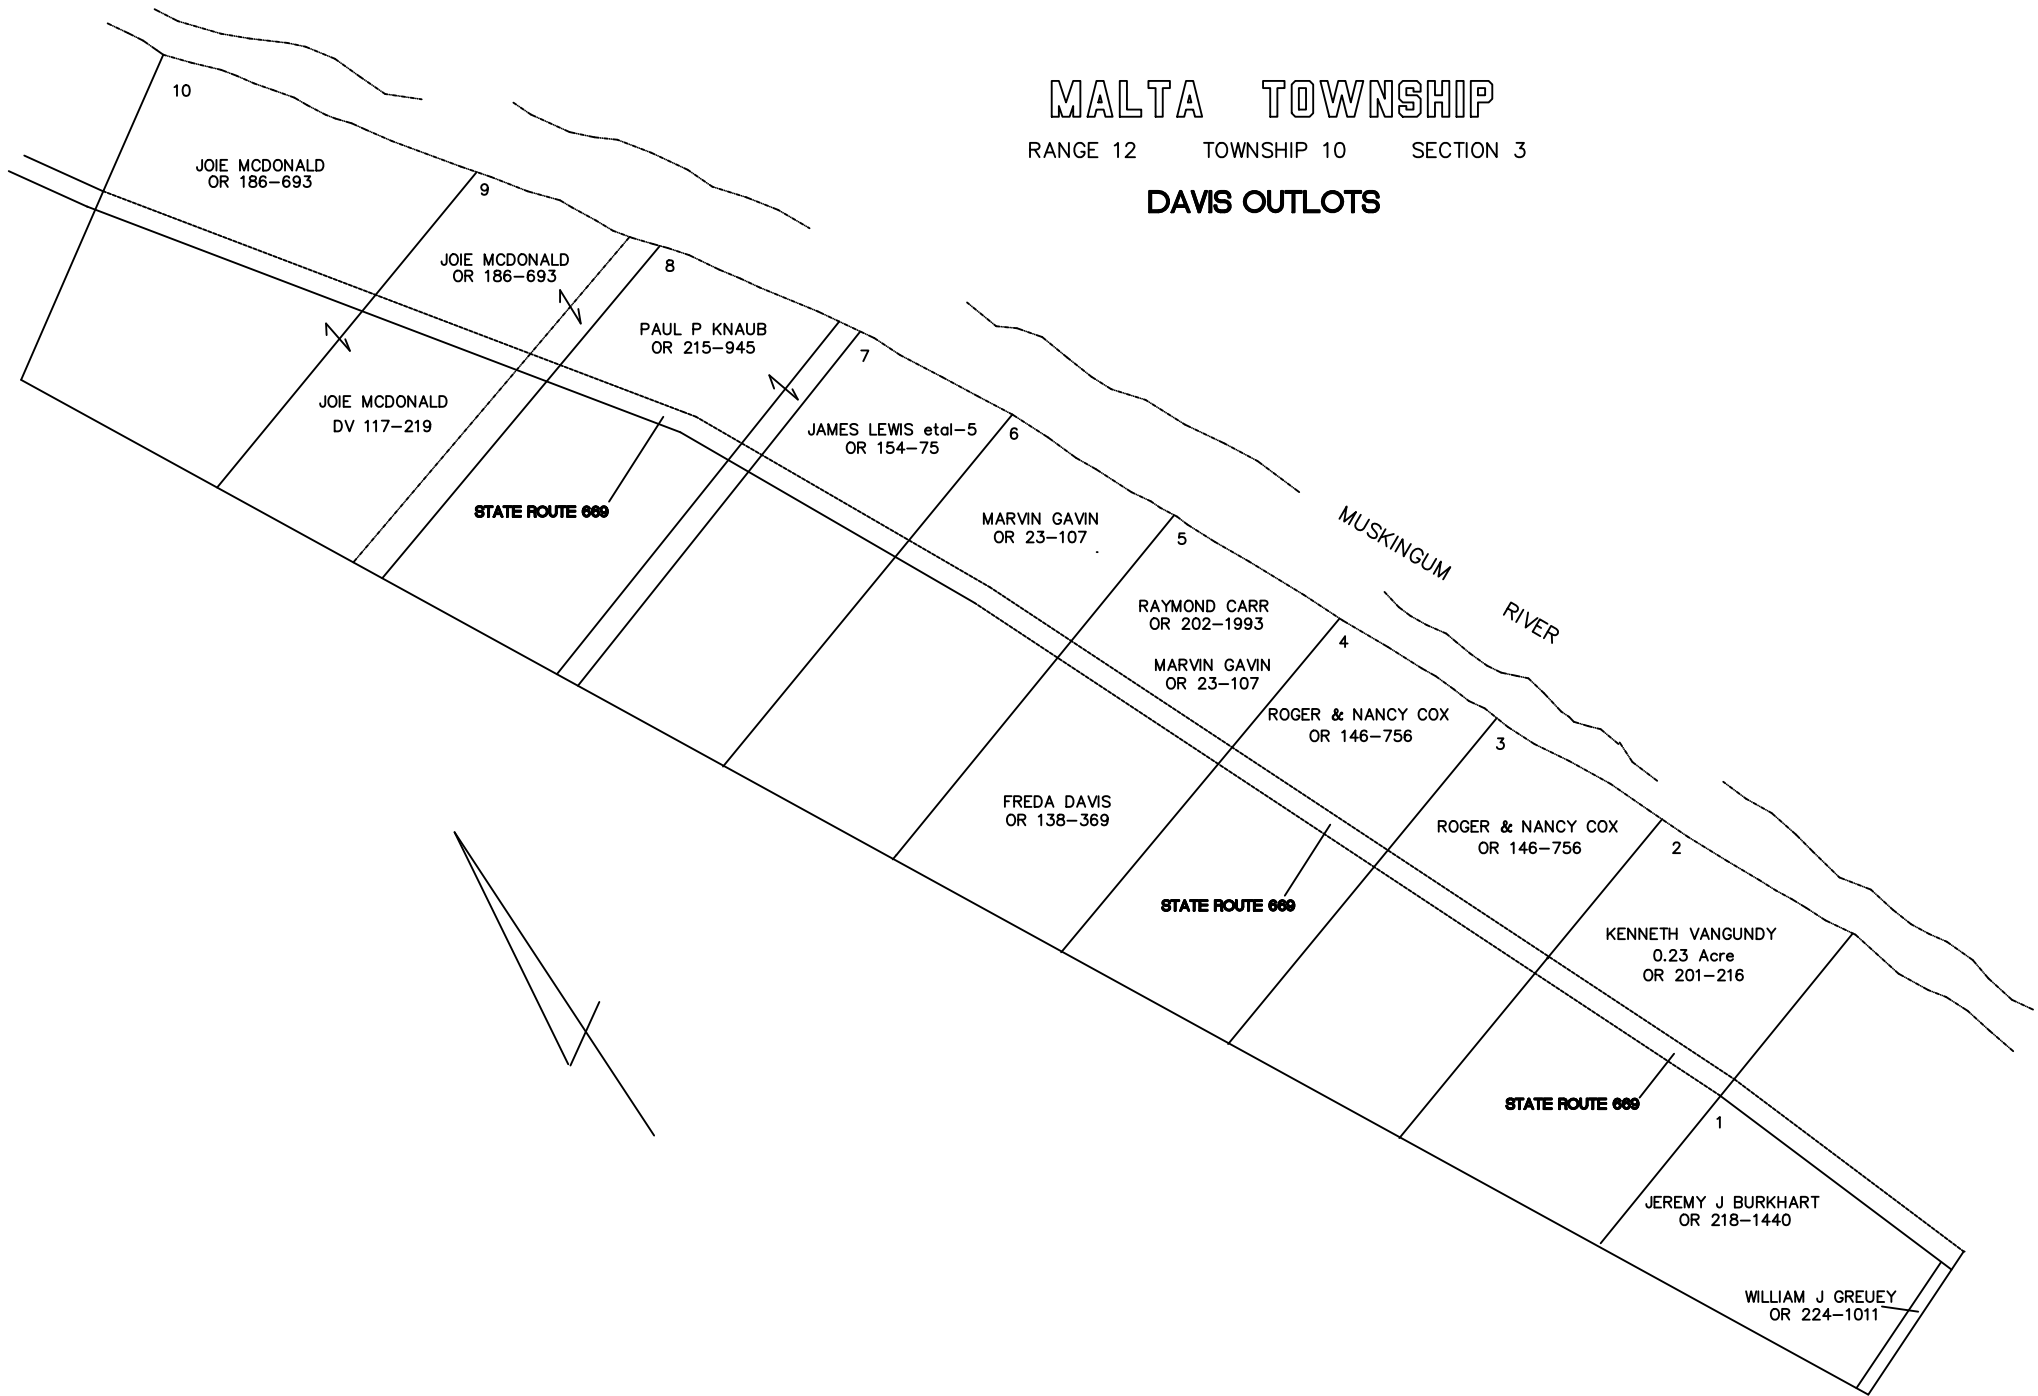 MALTA TOWNSHIP
RANGE 12 TOWNSHIP 10 SECTION 3
DAVIS OUTLOTS
10
JOIE MCDONALD
OR 186-693
9
JOIE MCDONALD
OR 186-693
JOIE MCDONALD
DV 117-219
8
PAUL P KNAUB
OR 215-945
STATE ROUTE 669
7
JAMES LEWIS etal-5
OR 154-75
6
MARVIN GAVIN
OR 23-107
5
RAYMOND CARR
OR 202-1993
MARVIN GAVIN
OR 23-107
FREDA DAVIS
OR 138-369
MUSKINGUM RIVER
4
ROGER & NANCY COX
OR 146-756
STATE ROUTE 669
3
ROGER & NANCY COX
OR 146-756
2
KENNETH VANGUNDY
0.23 Acre
OR 201-216
STATE ROUTE 669
1
JEREMY J BURKHART
OR 218-1440
WILLIAM J GREUEY
OR 224-1011